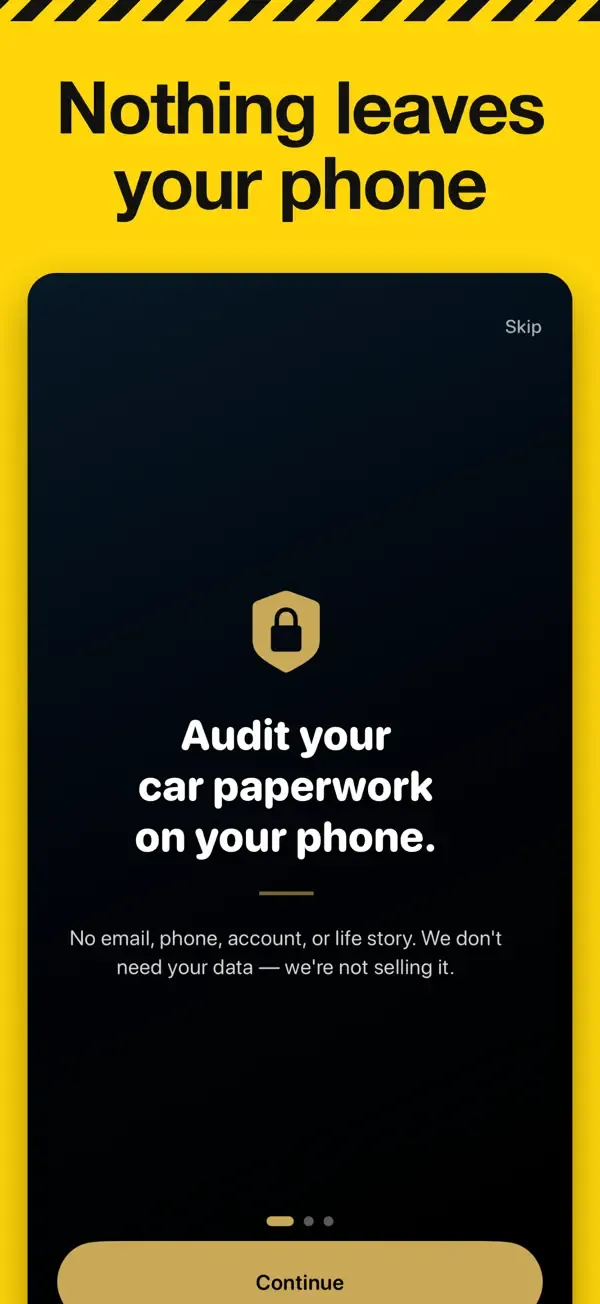 Nothing leaves
your phone
Skip
Audit your
car paperwork
on your phone.
No email, phone, account, or life story. We don't
need your data — we're not selling it.
Continue